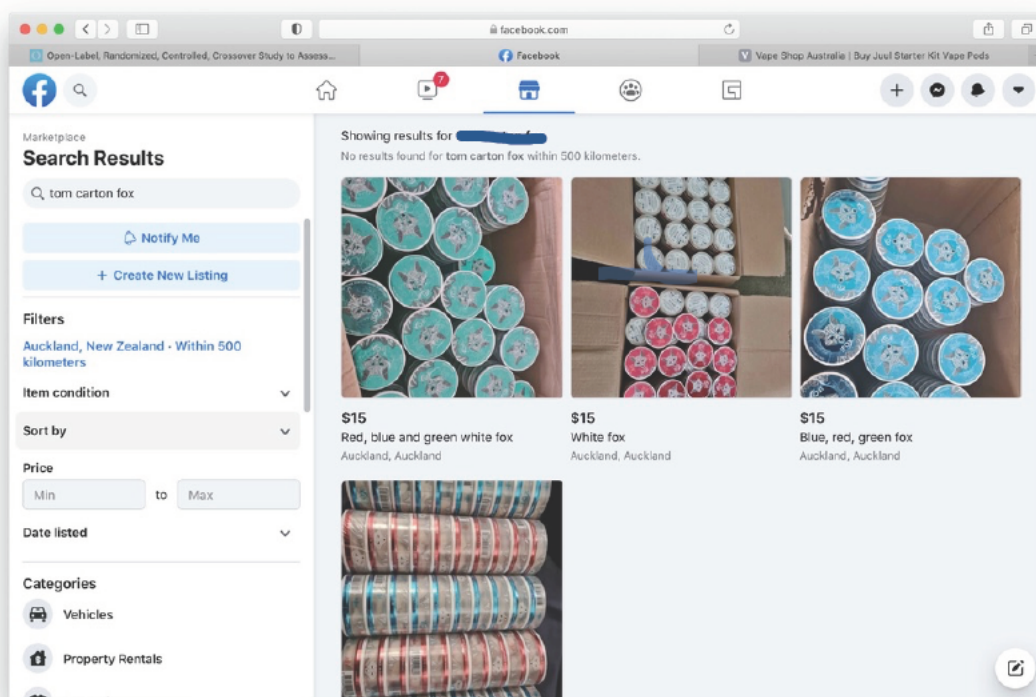 facebook.com
Open-Label, Randomized, Controlled, Crossover Study to Assess...
Facebook
Vape Shop Australia | Buy Juul Starter Kit Vape Pods
7
Marketplace
Search Results
tom carton fox
Notify Me
+ Create New Listing
Filters
Auckland, New Zealand · Within 500
kilometers
Item condition
Sort by
Price
Min
to
Max
Date listed
Categories
Vehicles
Property Rentals
Showing results for
No results found for tom carton fox within 500 kilometers.
$15
Red, blue and green white fox
Auckland, Auckland
$15
White fox
Auckland, Auckland
$15
Blue, red, green fox
Auckland, Auckland